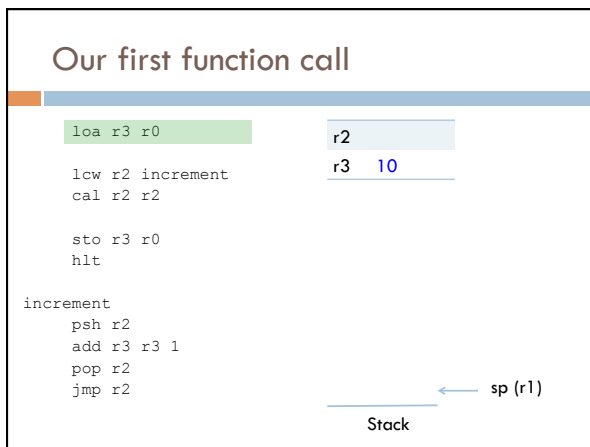 Our first function call
loa r3 r0
lcw r2 increment
cal r2 r2
sto r3 r0
hlt
increment
psh r2
add r3 r3 1
pop r2
jmp r2
r2
r3 10
sp (r1)
Stack